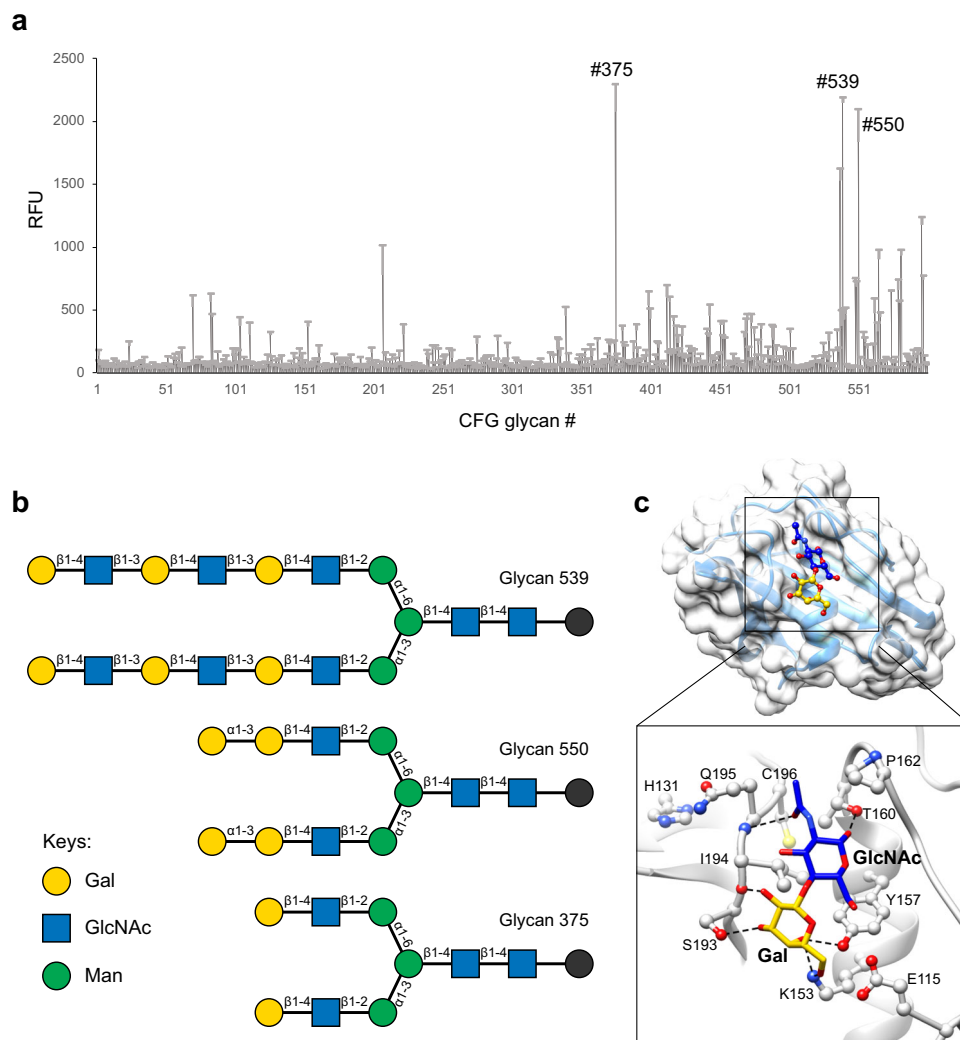 a
2500
2000
1500
1000
500
0
RFU
#375
#539
#550
1 51 101 151 201 251 301 351 401 451 501 551
CFG glycan #
b
β1-4 β1-3 β1-4 β1-3 β1-4 β1-2
α1-6
Glycan 539
β1-4 β1-4
α1-3
β1-4 β1-3 β1-4 β1-3 β1-4 β1-2
α1-3 β1-4 β1-2
α1-6
Glycan 550
β1-4 β1-4
α1-3
α1-3 β1-4 β1-2
Keys:
Gal
GlcNAc
Man
β1-4 β1-2
α1-6
Glycan 375
β1-4 β1-4
α1-3
β1-4 β1-2
c
H131
Q195
C196
P162
T160
I194
GlcNAc
Y157
S193
Gal
K153
E115